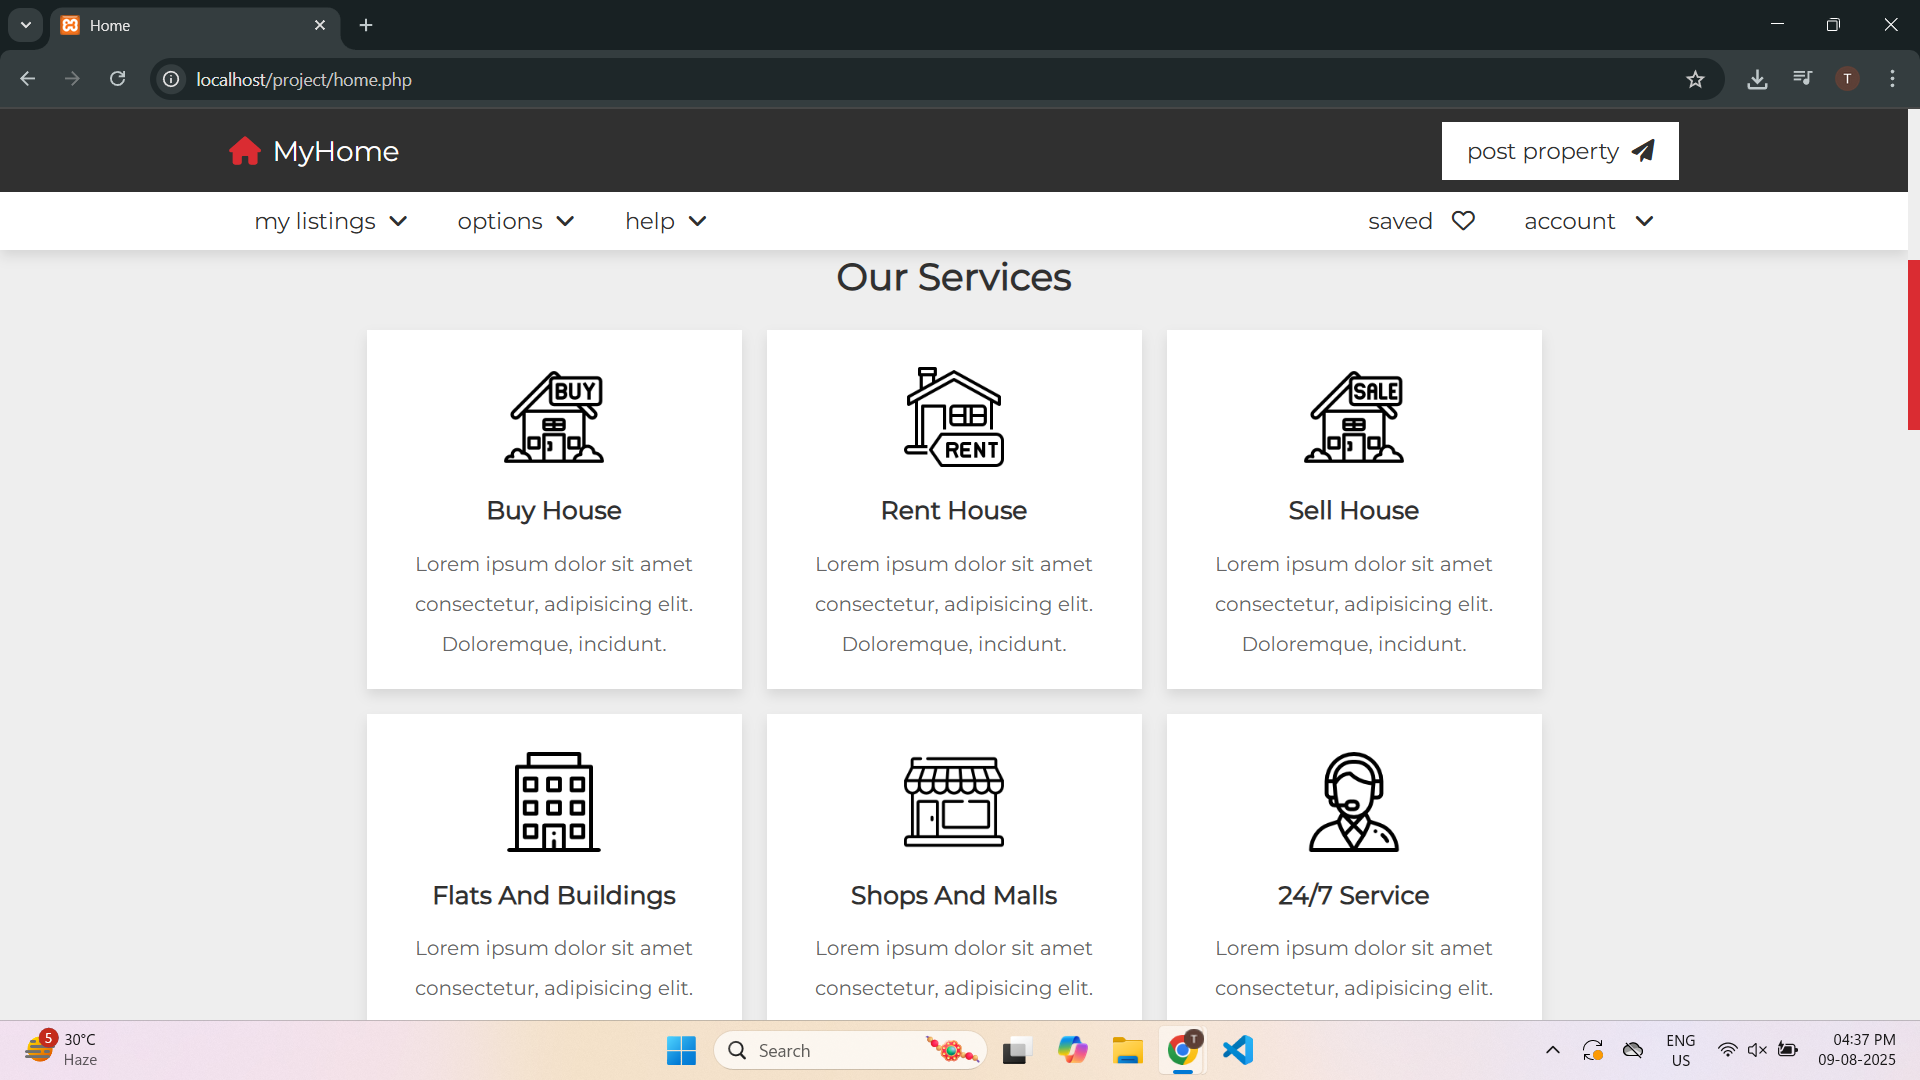 Home
localhost/project/home.php
T
MyHome
post property
my listings
options
help
saved
account
Our Services
BUY
RENT
SALE
Buy House
Rent House
Sell House
Lorem ipsum dolor sit amet
consectetur, adipisicing elit.
Doloremque, incidunt.
Lorem ipsum dolor sit amet
consectetur, adipisicing elit.
Doloremque, incidunt.
Lorem ipsum dolor sit amet
consectetur, adipisicing elit.
Doloremque, incidunt.
Flats And Buildings
Shops And Malls
24/7 Service
Lorem ipsum dolor sit amet
consectetur, adipisicing elit.
Lorem ipsum dolor sit amet
consectetur, adipisicing elit.
Lorem ipsum dolor sit amet
consectetur, adipisicing elit.
5
30°C
Haze
Search
T
ENG
US
04:37 PM
09-08-2025